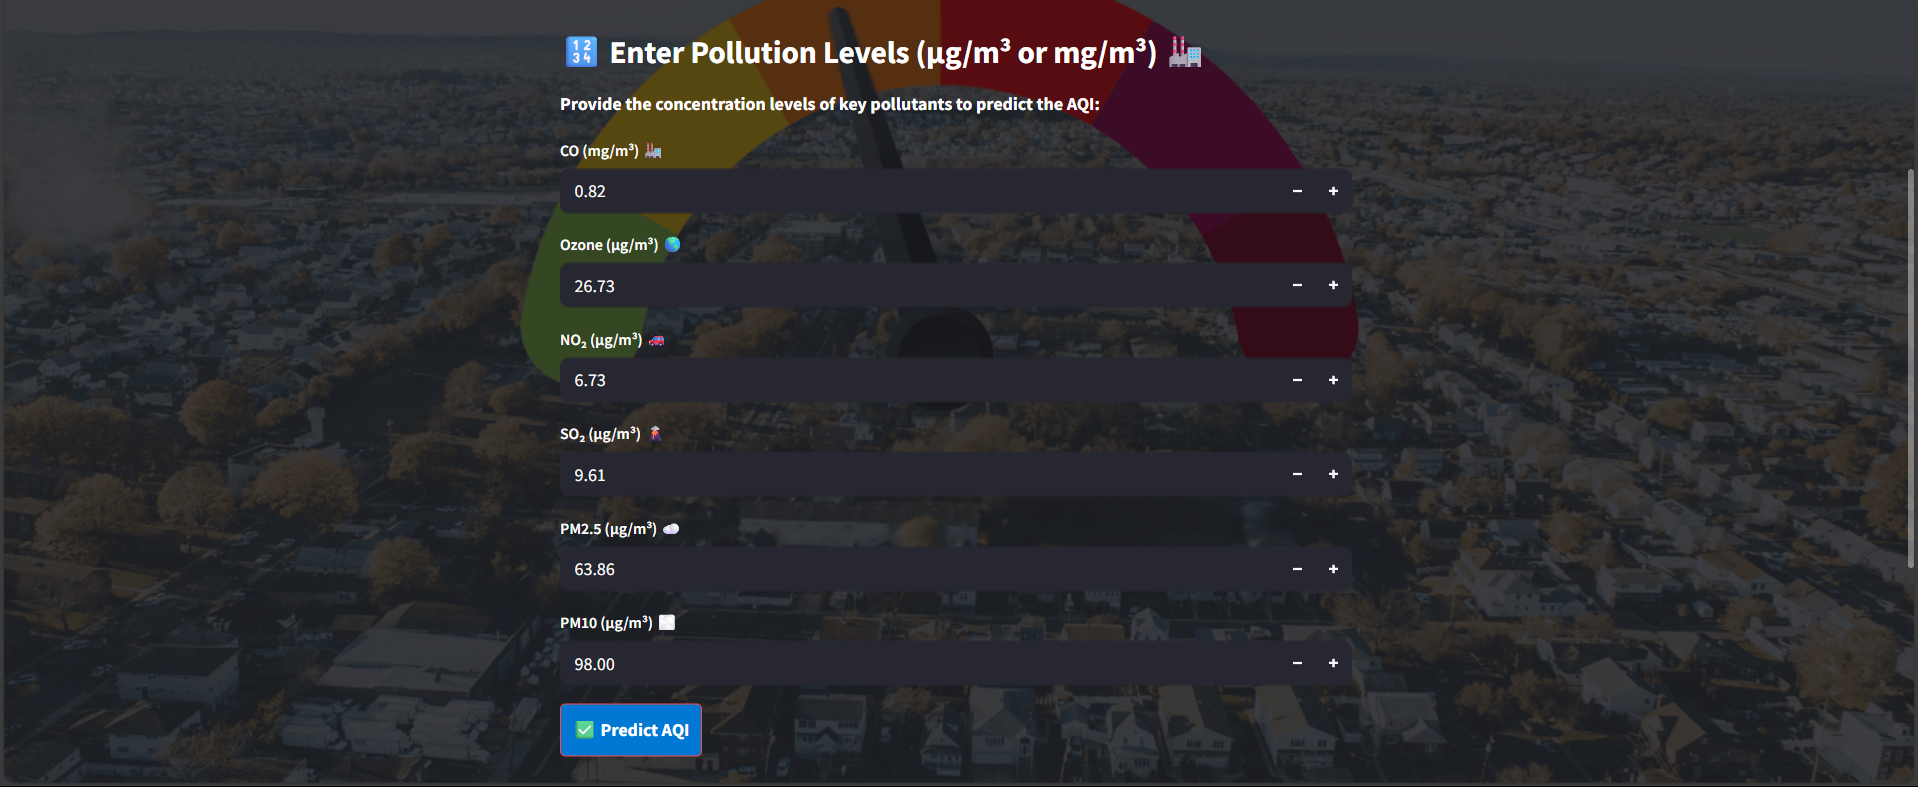 🔢 Enter Pollution Levels (µg/m³ or mg/m³) 🏭
Provide the concentration levels of key pollutants to predict the AQI:
CO (mg/m³) 🏭
0.82 − +
Ozone (µg/m³) 🌎
26.73 − +
NO₂ (µg/m³) 🚗
6.73 − +
SO₂ (µg/m³) 🌋
9.61 − +
PM2.5 (µg/m³) ☁️
63.86 − +
PM10 (µg/m³) 🌫️
98.00 − +
✅ Predict AQI